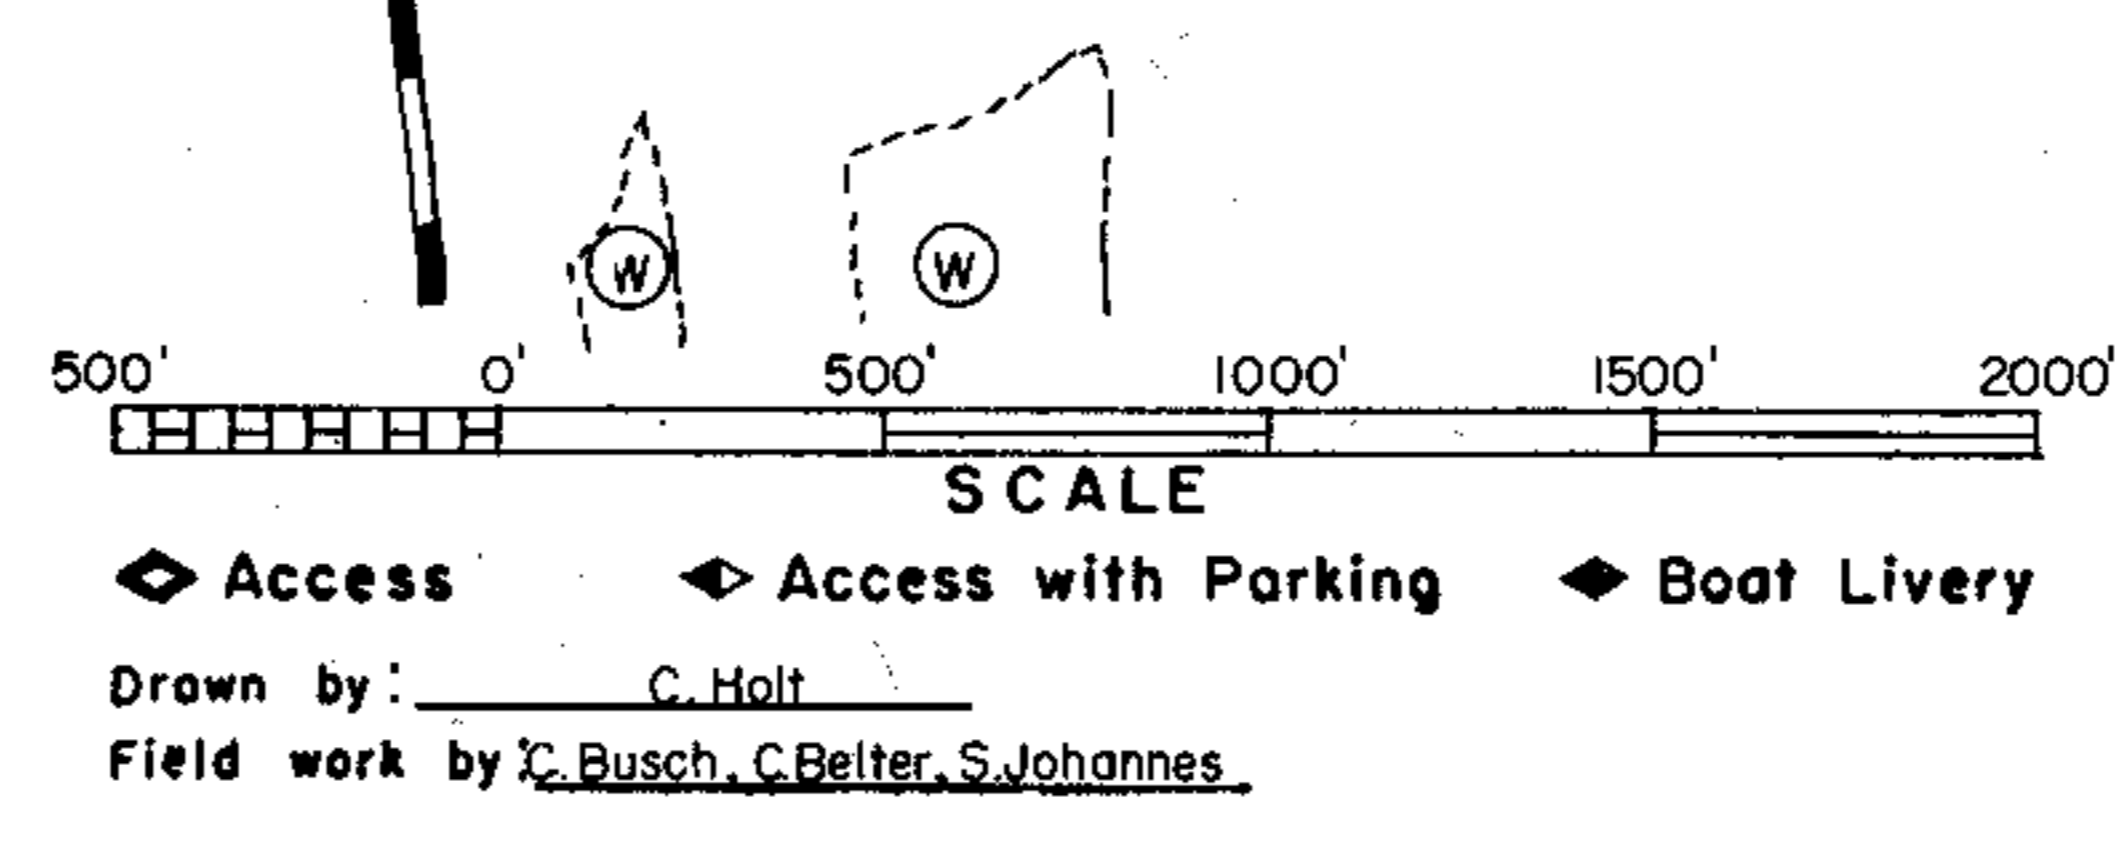 W W
500' 0' 500' 1000' 1500' 2000'
SCALE
Access Access with Parking Boat Livery
Drawn by: C. Holt
Field work by: C. Busch, C. Belter, S. Johannes